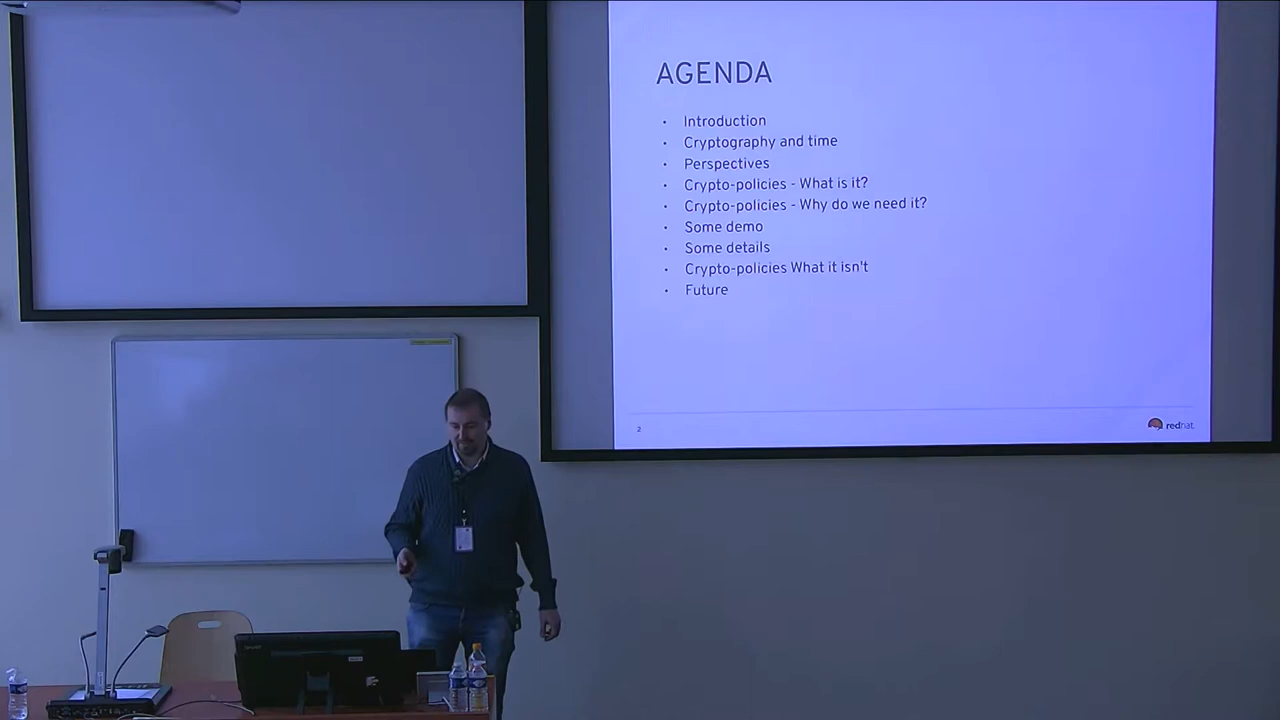 AGENDA
· Introduction
· Cryptography and time
· Perspectives
· Crypto-policies - What is it?
· Crypto-policies - Why do we need it?
· Some demo
· Some details
· Crypto-policies What it isn't
· Future
2
redhat.